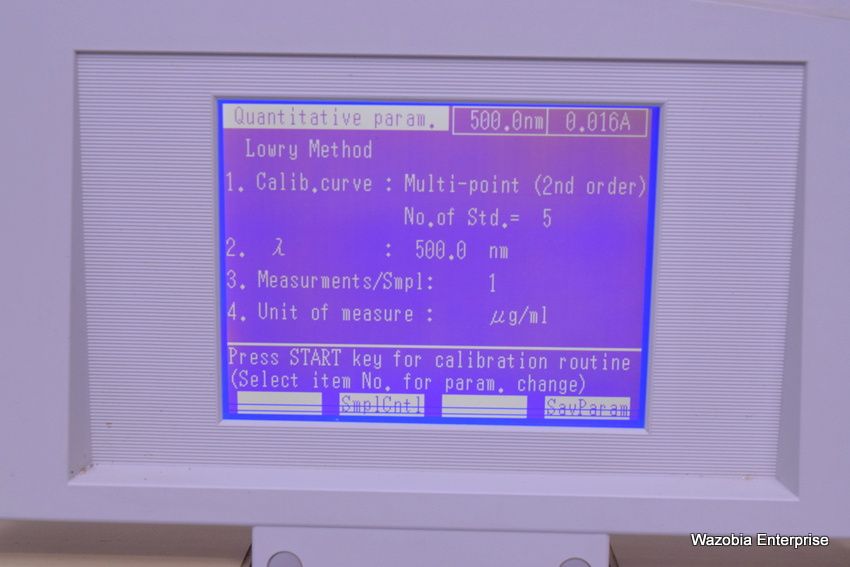 Quantitative param. 500.0nm 0.016A
Lowry Method
1. Calib.curve : Multi-point (2nd order)
No.of Std.= 5
2. λ : 500.0 nm
3. Measurments/Smpl: 1
4. Unit of measure : μg/ml
Press START key for calibration routine
(Select item No. for param. change)
SmplCntl SavParam
Wazobia Enterprise